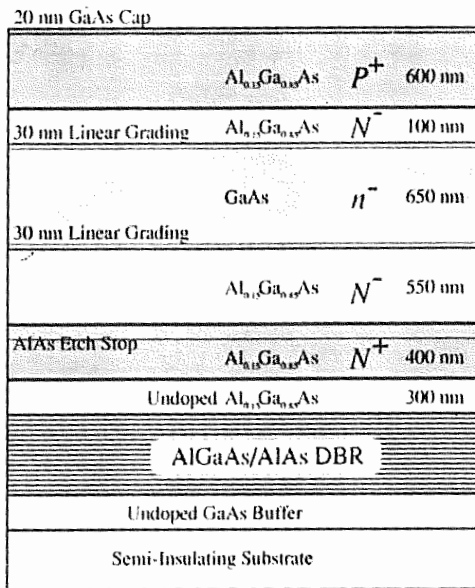 20 nm GaAs Cap
Al₀.₁₅Ga₀.₈₅As P⁺ 600 nm
30 nm Linear Grading Al₀.₁₅Ga₀.₈₅As N⁻ 100 nm
GaAs n⁻ 650 nm
30 nm Linear Grading
Al₀.₁₅Ga₀.₈₅As N⁻ 550 nm
AlAs Etch Stop
Al₀.₁₅Ga₀.₈₅As N⁺ 400 nm
Undoped Al₀.₁₅Ga₀.₈₅As 300 nm
AlGaAs/AlAs DBR
Undoped GaAs Buffer
Semi-Insulating Substrate